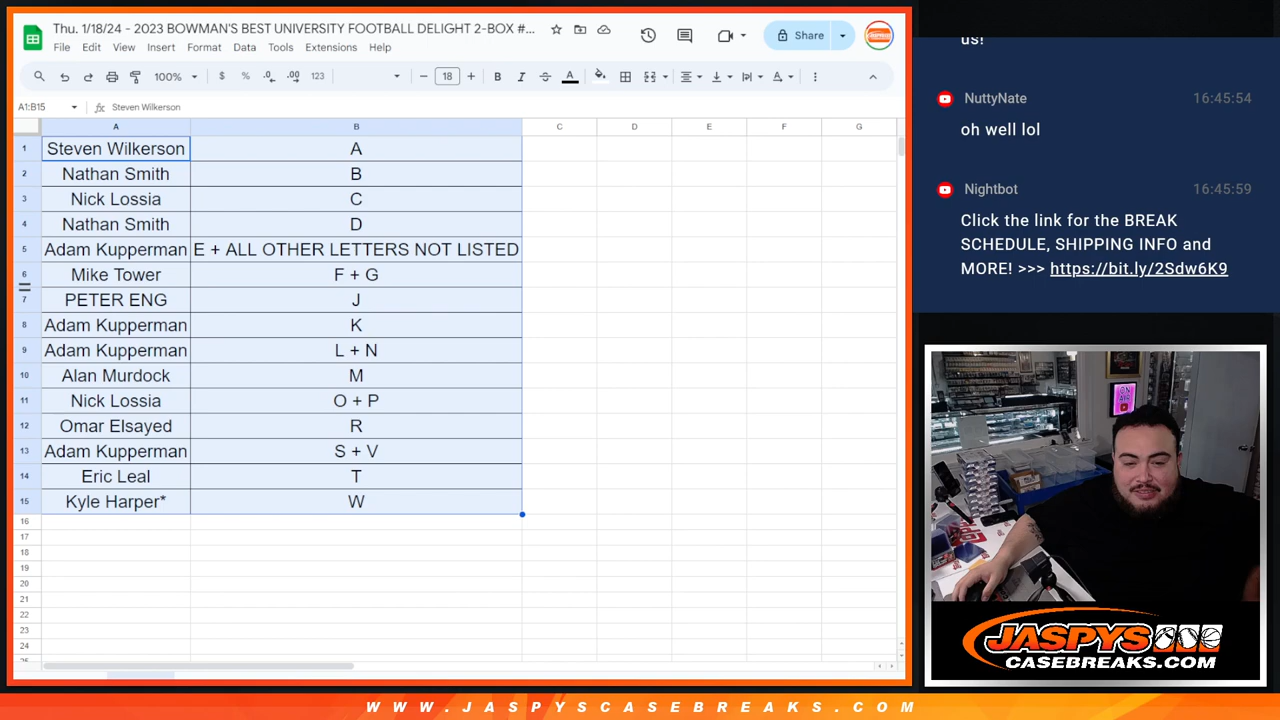 Thu. 1/18/24 - 2023 BOWMAN'S BEST UNIVERSITY FOOTBALL DELIGHT 2-BOX #...
File Edit View Insert Format Data Tools Extensions Help
Share
100% $ % .0 .00 123 18 B I A
A1:B15 fx Steven Wilkerson
A B C D E F G
1 Steven Wilkerson A
2 Nathan Smith B
3 Nick Lossia C
4 Nathan Smith D
5 Adam Kupperman E + ALL OTHER LETTERS NOT LISTED
6 Mike Tower F + G
7 PETER ENG J
8 Adam Kupperman K
9 Adam Kupperman L + N
10 Alan Murdock M
11 Nick Lossia O + P
12 Omar Elsayed R
13 Adam Kupperman S + V
14 Eric Leal T
15 Kyle Harper* W
16
17
18
19
20
21
22
23
24
us!
NuttyNate 16:45:54
oh well lol
Nightbot 16:45:59
Click the link for the BREAK
SCHEDULE, SHIPPING INFO and
MORE! >>> https://bit.ly/2Sdw6K9
ON
AIR
JASPYS
CASEBREAKS.COM
WWW.JASPYSCASEBREAKS.COM